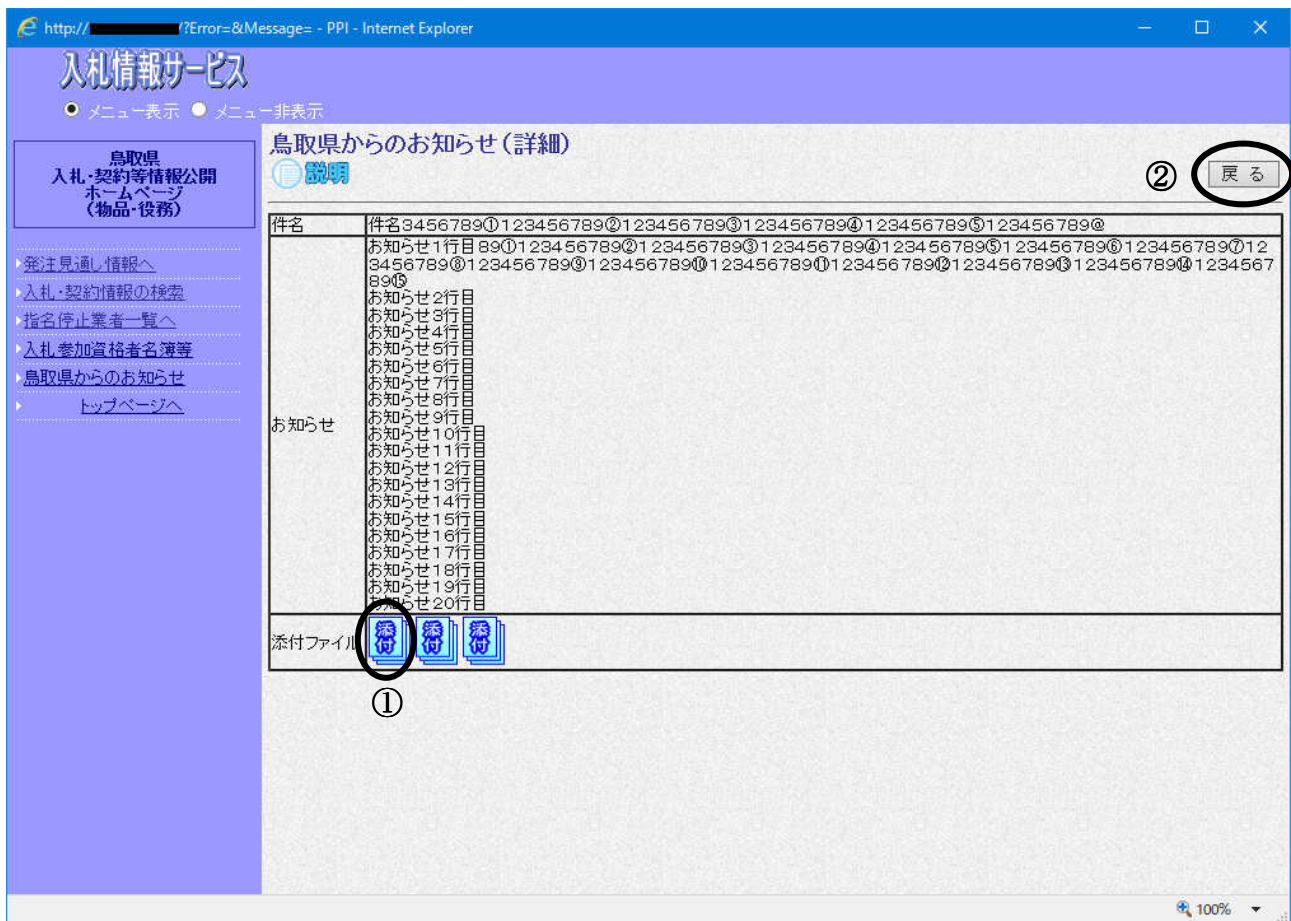 http://	/?Error=&Message= - PPI - Internet Explorer
入札情報サービス
メニュー表示 メニュー非表示
鳥取県
入札・契約等情報公開
ホームページ
(物品・役務)
発注見通し情報へ
入札・契約情報の検索
指名停止業者一覧へ
入札参加資格者名簿等
鳥取県からのお知らせ
トップページへ
鳥取県からのお知らせ(詳細)
説明
② 戻る
件名 件名3456789①123456789②123456789③123456789④123456789⑤123456789@
お知らせ
お知らせ1行目89①123456789②123456789③123456789④123456789⑤123456789⑥123456789⑦12
3456789⑧123456789⑨123456789⑩123456789⑪123456789⑫123456789⑬123456789⑭1234567
89⑮
お知らせ2行目
お知らせ3行目
お知らせ4行目
お知らせ5行目
お知らせ6行目
お知らせ7行目
お知らせ8行目
お知らせ9行目
お知らせ10行目
お知らせ11行目
お知らせ12行目
お知らせ13行目
お知らせ14行目
お知らせ15行目
お知らせ16行目
お知らせ17行目
お知らせ18行目
お知らせ19行目
お知らせ20行目
添付ファイル 添付 添付 添付
①
100%